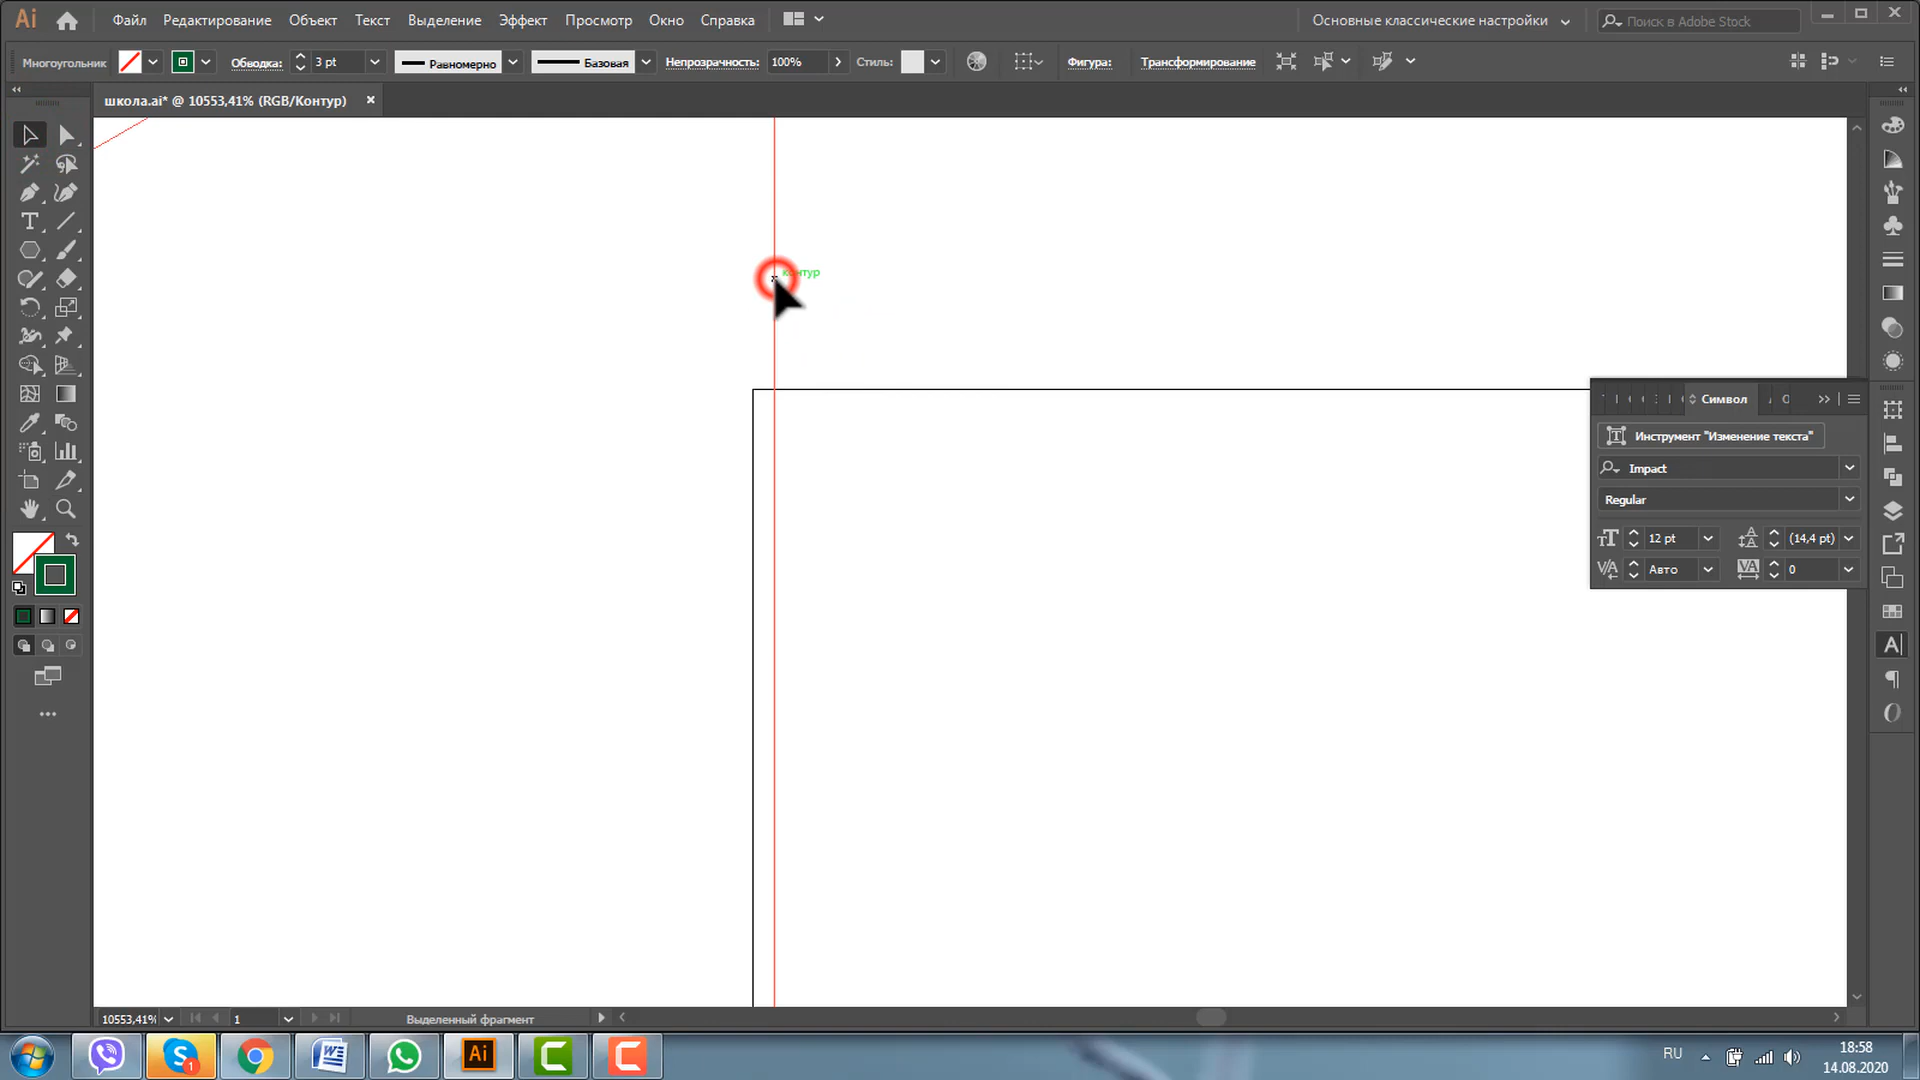 Ai Файл Редактирование Объект Текст Выделение Эффект Просмотр Окно Справка Основные классические настройки Поиск в Adobe Stock
Многоугольник Обводка: 3 pt Равномерно Базовая Непрозрачность: 100% Стиль: Фигура: Трансформирование
школа.ai* @ 10553,41% (RGB/Контур) ×
контур
Символ
Инструмент "Изменение текста"
Impact
Regular
12 pt (14,4 pt)
Авто 0
10553,41% 1 Выделенный фрагмент
RU 18:58
14.08.2020